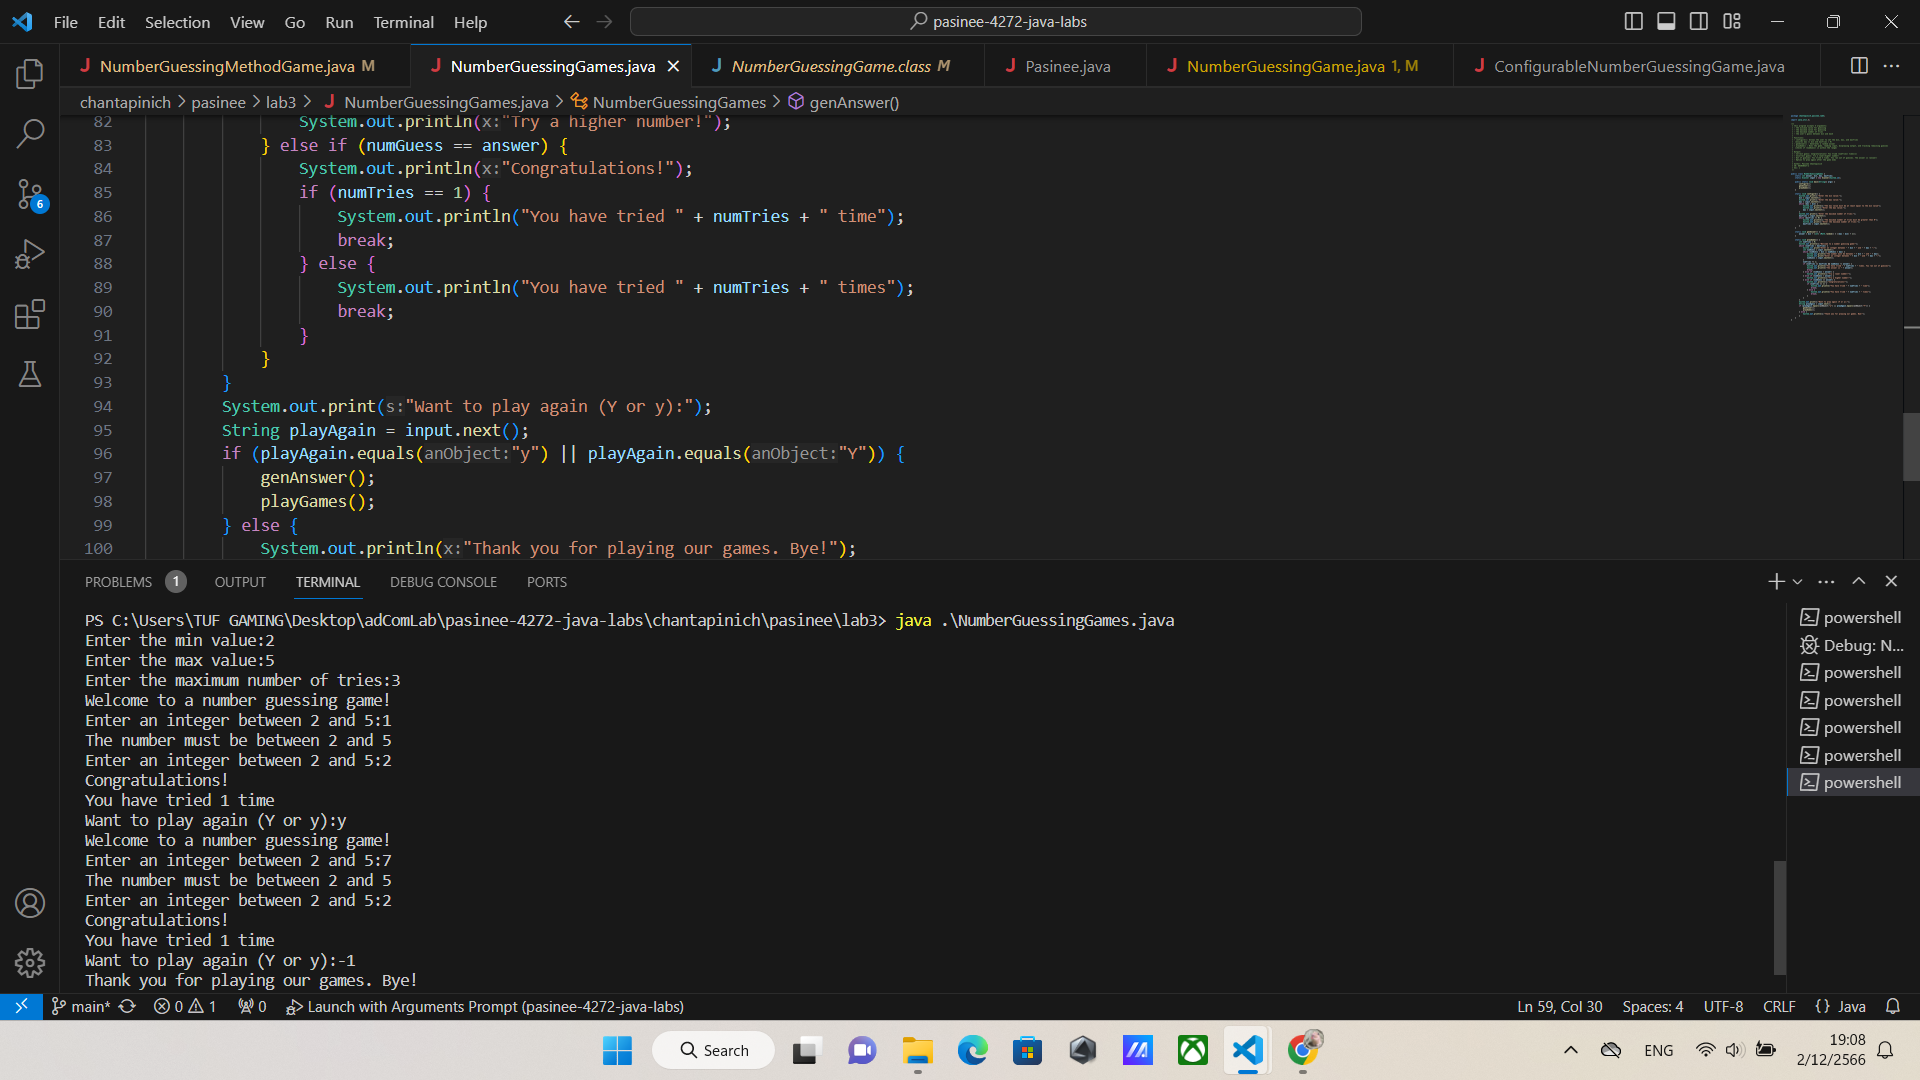 File Edit Selection View Go Run Terminal Help
pasinee-4272-java-labs
NumberGuessingMethodGame.java M
NumberGuessingGames.java
NumberGuessingGame.class M
Pasinee.java
NumberGuessingGame.java 1, M
ConfigurableNumberGuessingGame.java
chantapinich > pasinee > lab3 > NumberGuessingGames.java > NumberGuessingGames > genAnswer()
82 System.out.println(x:"Try a higher number!");
83 } else if (numGuess == answer) {
84 System.out.println(x:"Congratulations!");
85 if (numTries == 1) {
86 System.out.println("You have tried " + numTries + " time");
87 break;
88 } else {
89 System.out.println("You have tried " + numTries + " times");
90 break;
91 }
92 }
93 }
94 System.out.print(s:"Want to play again (Y or y):");
95 String playAgain = input.next();
96 if (playAgain.equals(anObject:"y") || playAgain.equals(anObject:"Y")) {
97 genAnswer();
98 playGames();
99 } else {
100 System.out.println(x:"Thank you for playing our games. Bye!");
PROBLEMS 1 OUTPUT TERMINAL DEBUG CONSOLE PORTS
PS C:\Users\TUF GAMING\Desktop\adComLab\pasinee-4272-java-labs\chantapinich\pasinee\lab3> java .\NumberGuessingGames.java
Enter the min value:2
Enter the max value:5
Enter the maximum number of tries:3
Welcome to a number guessing game!
Enter an integer between 2 and 5:1
The number must be between 2 and 5
Enter an integer between 2 and 5:2
Congratulations!
You have tried 1 time
Want to play again (Y or y):y
Welcome to a number guessing game!
Enter an integer between 2 and 5:7
The number must be between 2 and 5
Enter an integer between 2 and 5:2
Congratulations!
You have tried 1 time
Want to play again (Y or y):-1
Thank you for playing our games. Bye!
powershell
Debug: N...
powershell
powershell
powershell
powershell
powershell
6
main* 0 1 0 Launch with Arguments Prompt (pasinee-4272-java-labs)
Ln 59, Col 30 Spaces: 4 UTF-8 CRLF {} Java
Search
ENG
19:08
2/12/2566